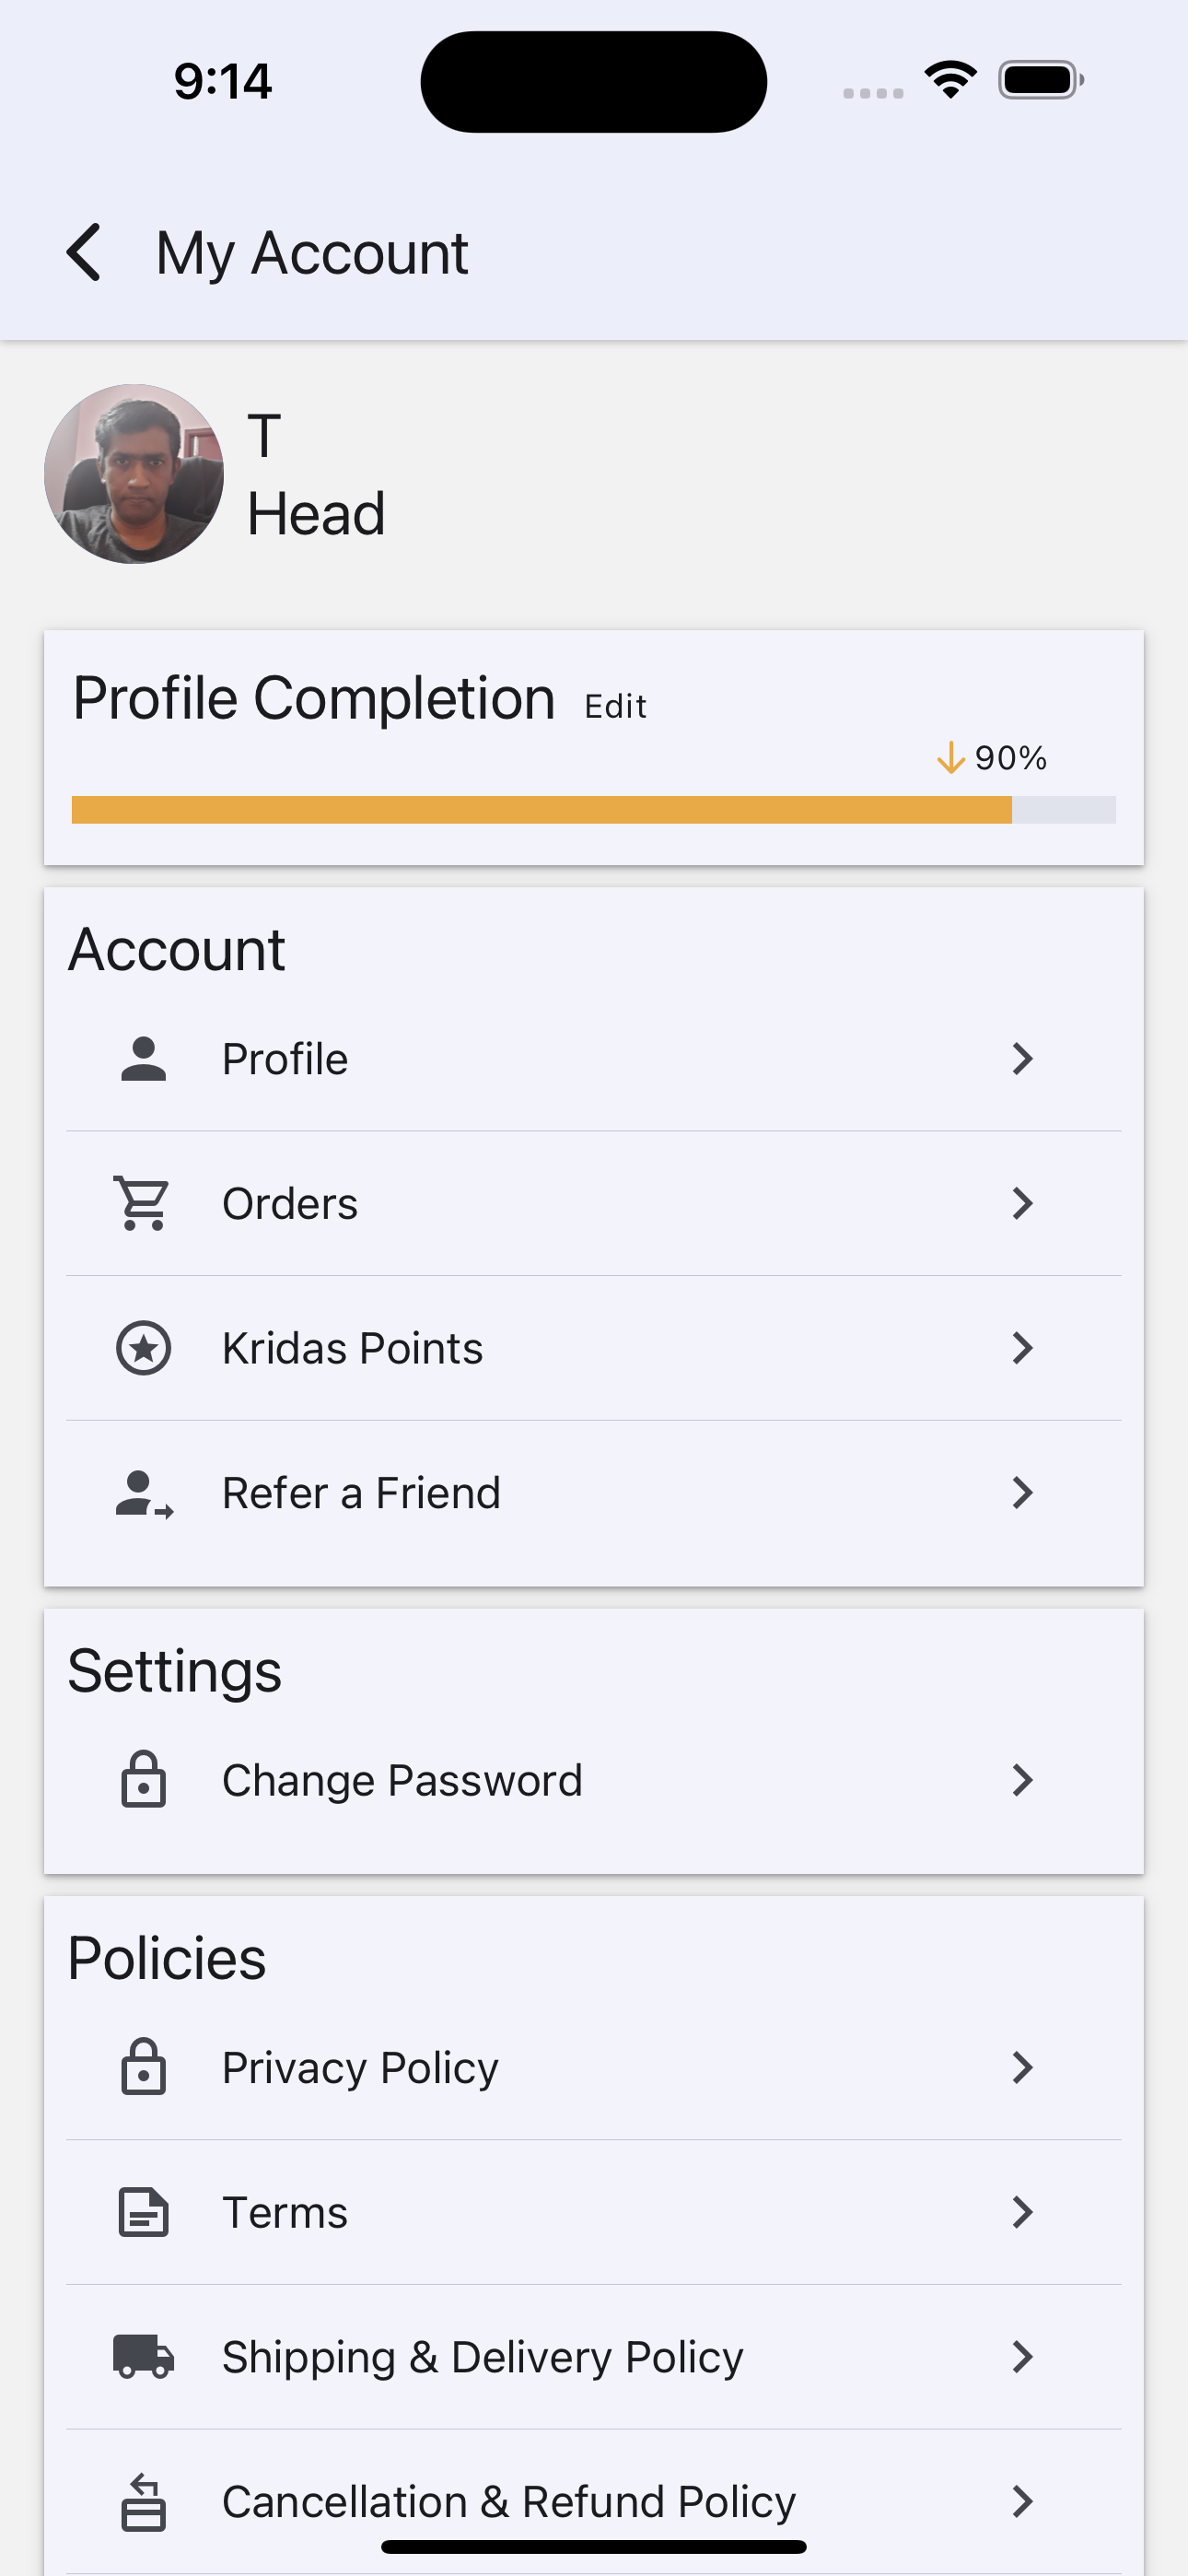 9:14
My Account
T
Head
Profile Completion Edit
90%
Account
Profile
Orders
Kridas Points
Refer a Friend
Settings
Change Password
Policies
Privacy Policy
Terms
Shipping & Delivery Policy
Cancellation & Refund Policy